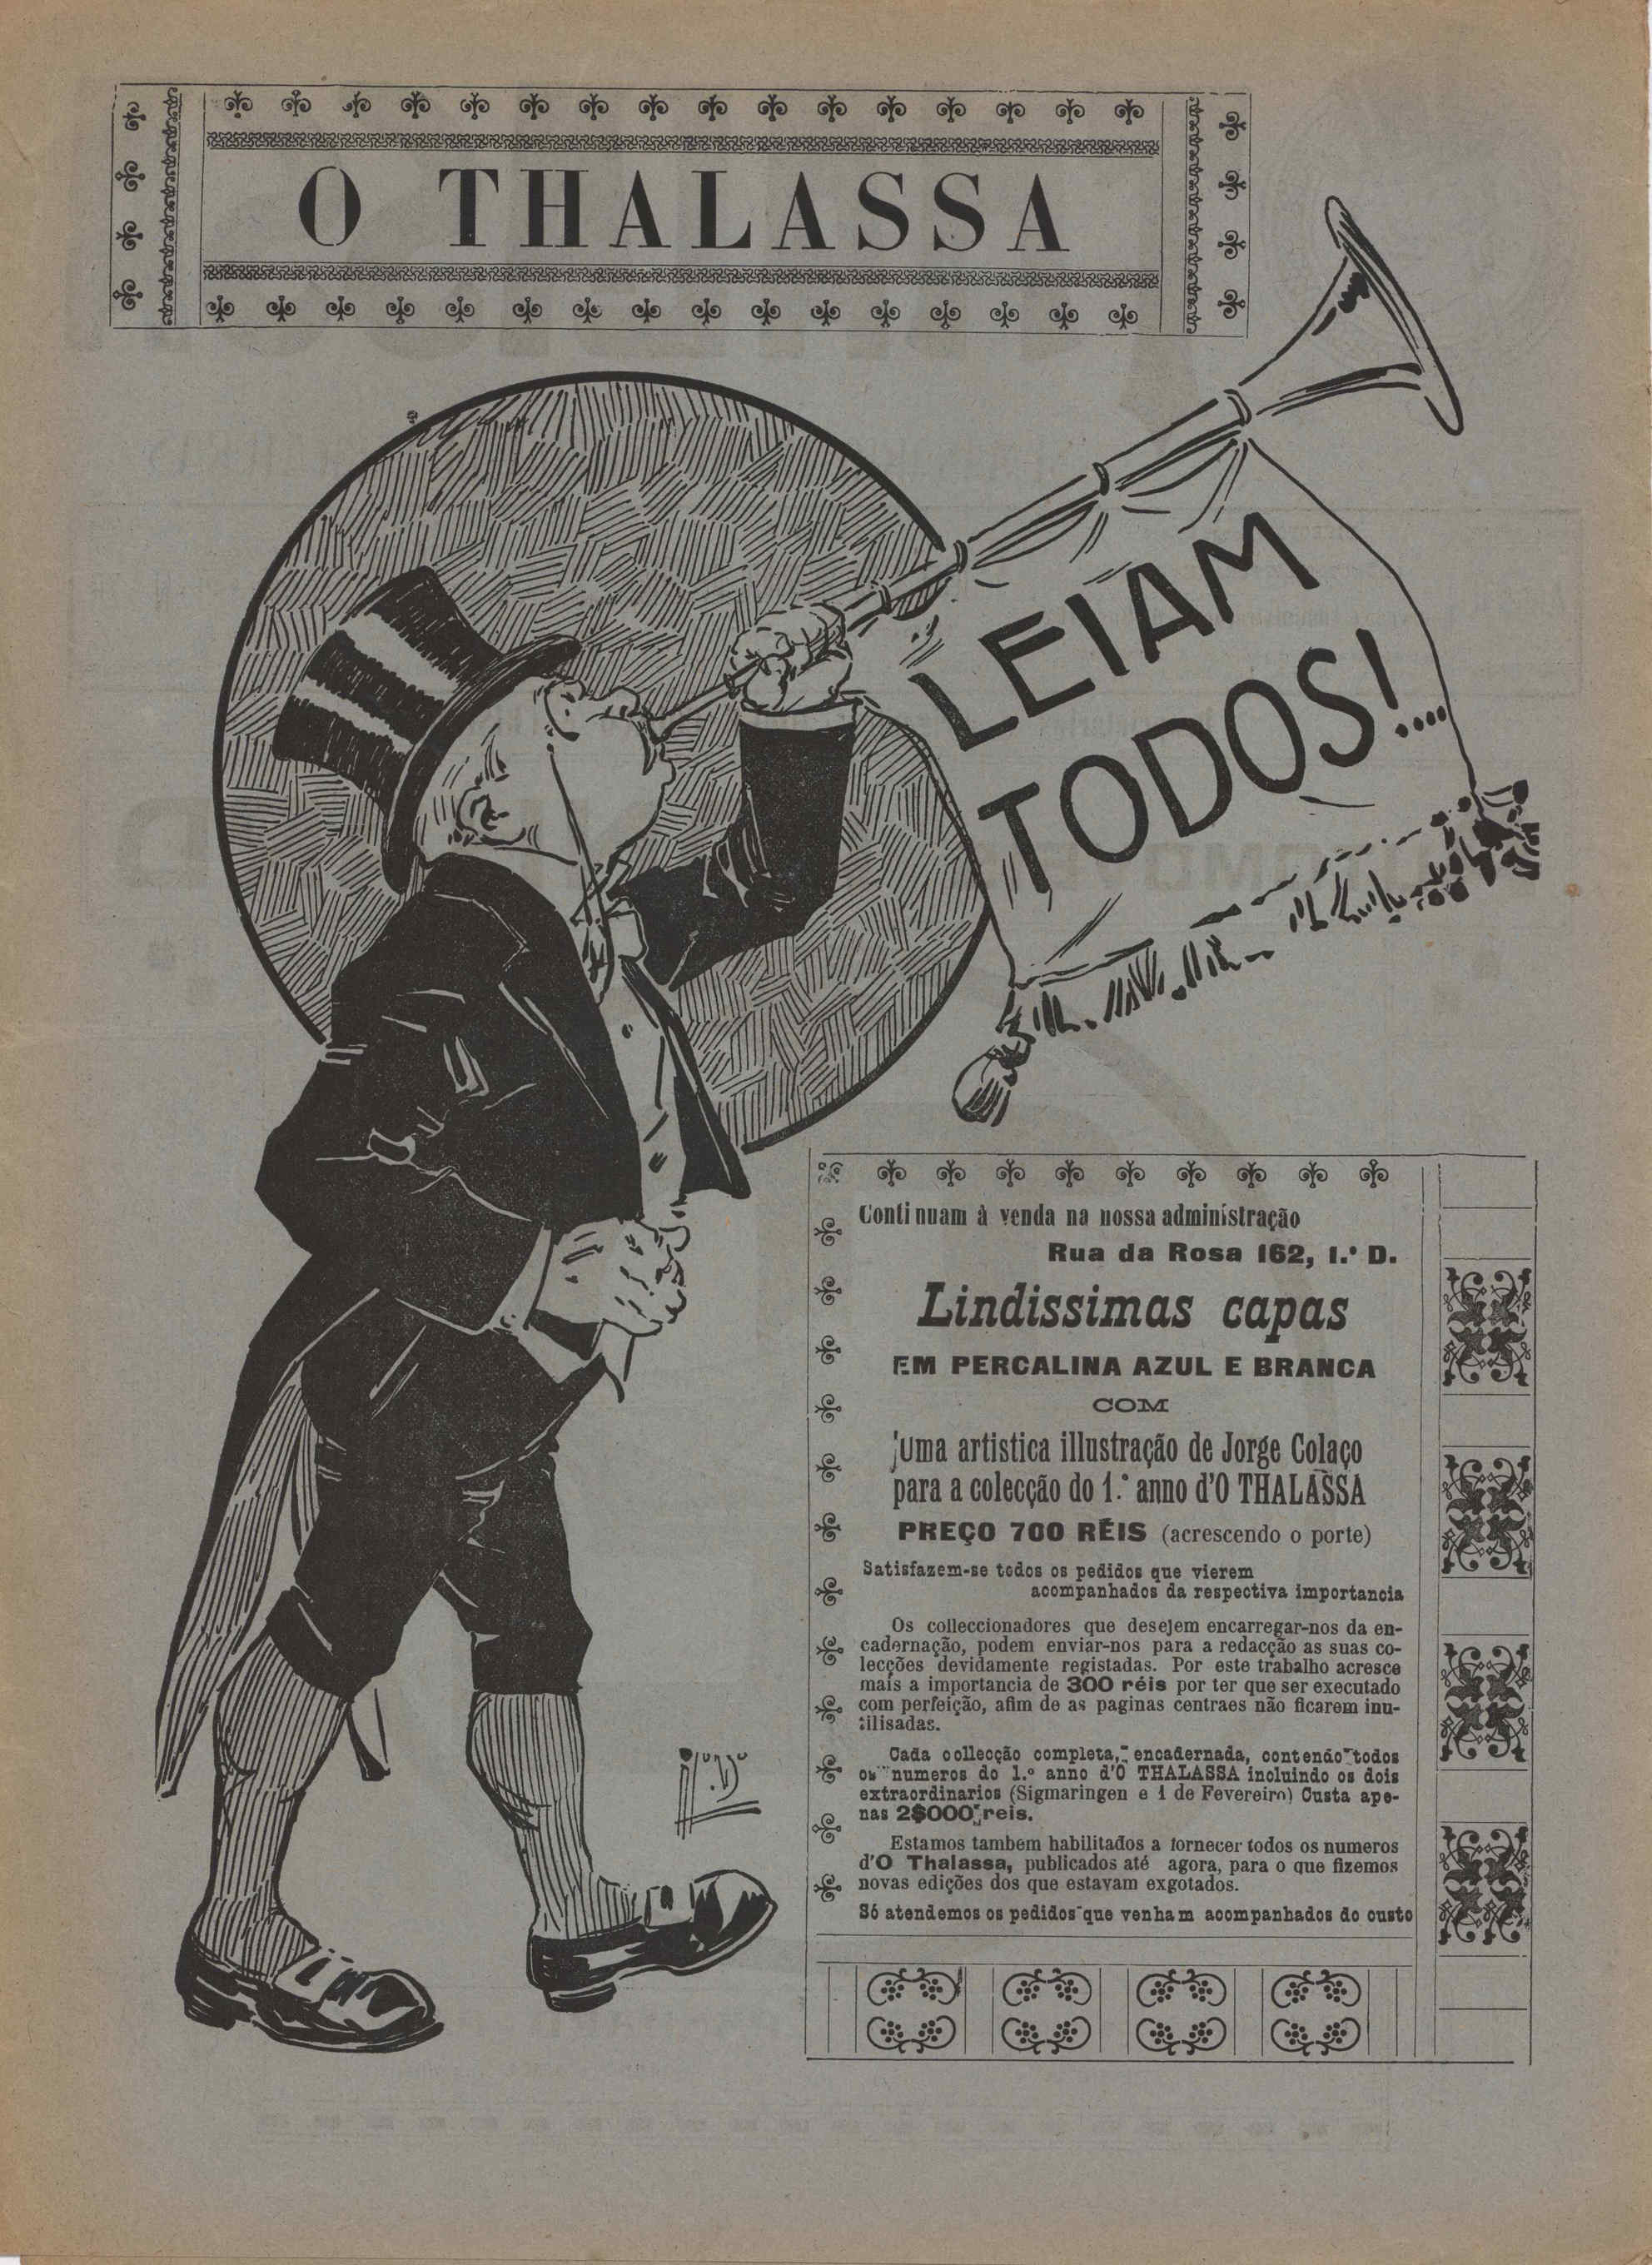 O THALASSA
LEIAM
TODOS!....
Continuam à venda na nossa administração
Rua da Rosa 162, 1.º D.
Lindissimas capas
EM PERCALINA AZUL E BRANCA
COM
uma artistica illustração de Jorge Colaço
para a colecção do 1.º anno d'O THALASSA
PREÇO 700 RÉIS (acrescendo o porte)
Satisfazem-se todos os pedidos que vierem
acompanhados da respectiva importancia
Os colleccionadores que desejem encarregar-nos da en-
cadernação, podem enviar-nos para a redacção as suas co-
lecções devidamente registadas. Por este trabalho acresce
mais a importancia de 300 réis por ter que ser executado
com perfeição, afim de as paginas centraes não ficarem inu-
tilisadas.
Cada collecção completa, encadernada, contendo todos
os numeros do 1.º anno d'O THALASSA incluindo os dois
extraordinarios (Sigmaringen e 1 de Fevereiro) Custa ape-
nas 2$000 reis.
Estamos tambem habilitados a fornecer todos os numeros
d'O Thalassa, publicados até agora, para o que fizemos
novas edições dos que estavam exgotados.
Só atendemos os pedidos que venham acompanhados do custo